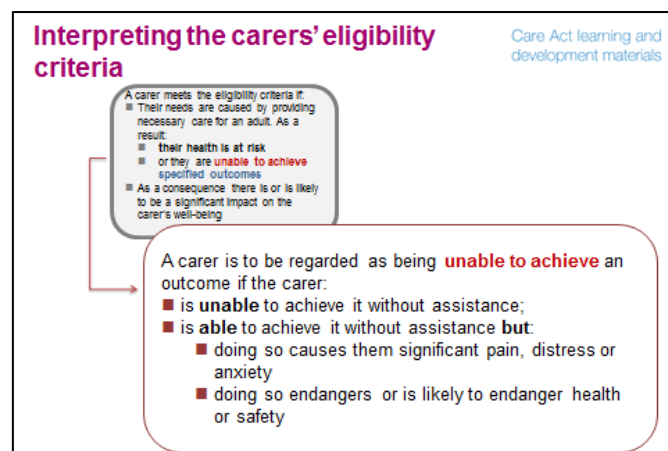 Interpreting the carers' eligibility
criteria
Care Act learning and
development materials
A carer meets the eligibility criteria if:
■ Their needs are caused by providing
necessary care for an adult. As a
result:
■ their health is at risk
■ or they are unable to achieve
specified outcomes
■ As a consequence there is or is likely
to be a significant impact on the
carer's well-being
A carer is to be regarded as being unable to achieve an
outcome if the carer:
■ is unable to achieve it without assistance;
■ is able to achieve it without assistance but:
■ doing so causes them significant pain, distress or
anxiety
■ doing so endangers or is likely to endanger health
or safety